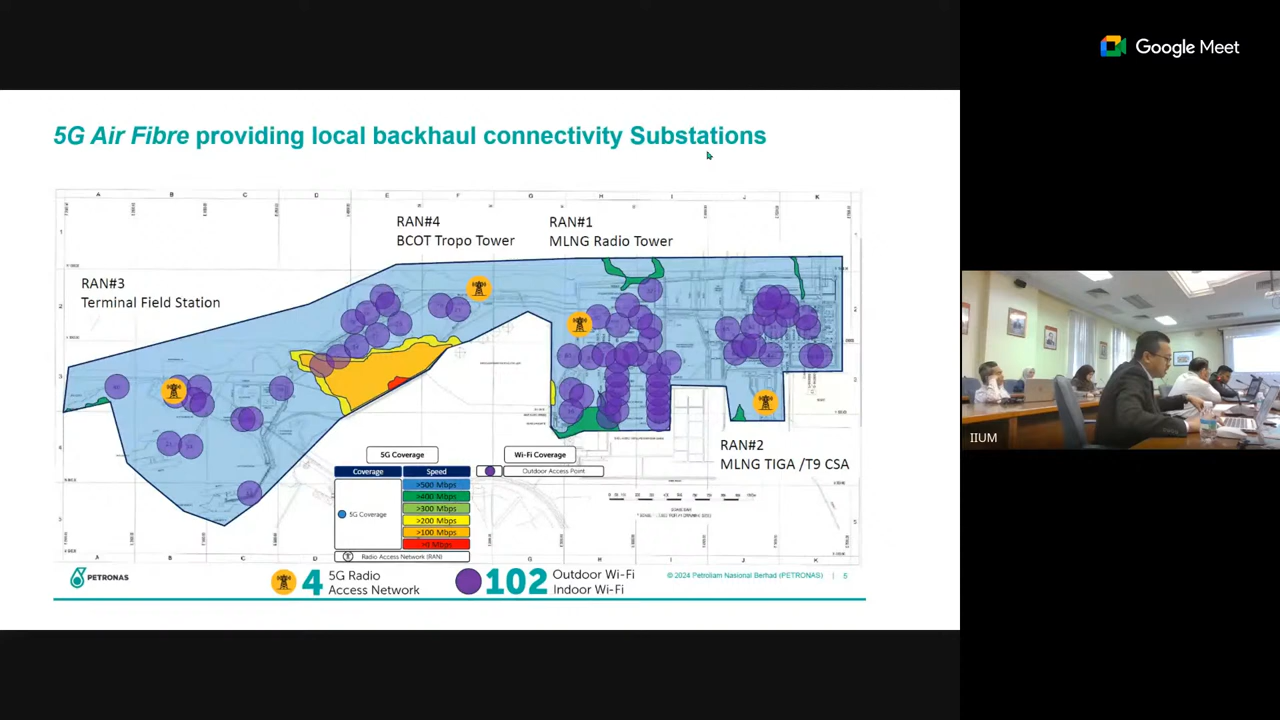 Google Meet
5G Air Fibre providing local backhaul connectivity Substations
A B C D E F G H I J K
RAN#4
BCOT Tropo Tower
RAN#1
MLNG Radio Tower
RAN#3
Terminal Field Station
RAN#2
MLNG TIGA /T9 CSA
5G Coverage
Coverage Speed
5G Coverage
>500 Mbps
>400 Mbps
>300 Mbps
>200 Mbps
>100 Mbps
>1 Mbps
Radio Access Network (RAN)
Wi-Fi Coverage
Outdoor Access Point
A B C D G H I J K
PETRONAS
4 5G Radio
Access Network
102 Outdoor Wi-Fi
Indoor Wi-Fi
© 2024 Petroliam Nasional Berhad (PETRONAS) | 5
IIUM